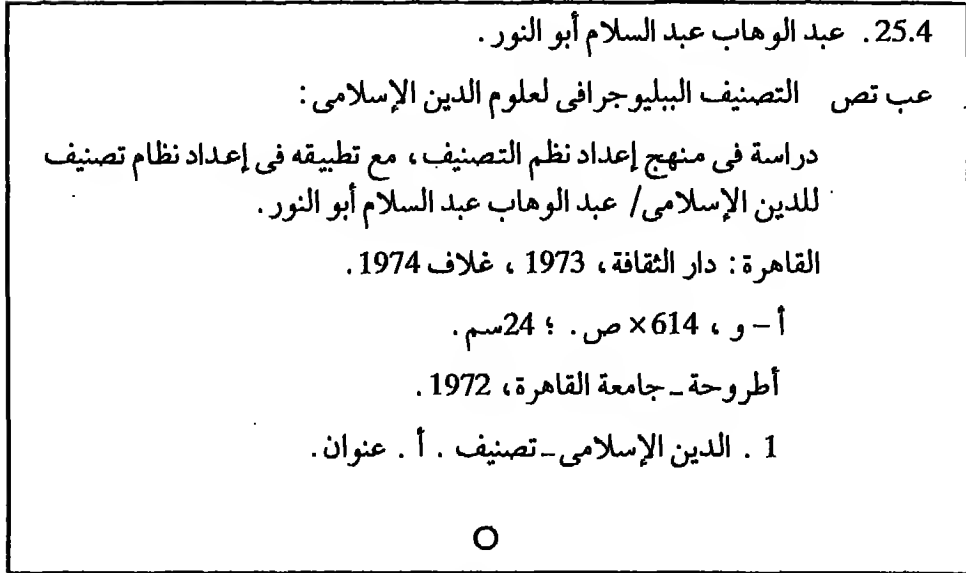 25.4. عبد الوهاب عبد السلام أبو النور.
عب تص التصنيف الببليوجرافى لعلوم الدين الإسلامى:
دراسة فى منهج إعداد نظم التصنيف، مع تطبيقه فى إعداد نظام تصنيف
للدين الإسلامى/ عبد الوهاب عبد السلام أبو النور.
القاهرة: دار الثقافة، 1973، غلاف 1974.
أ – و، 614× ص. ؛ 24سم.
أطروحة ـ جامعة القاهرة، 1972.
1 . الدين الإسلامى ـ تصنيف . أ . عنوان.